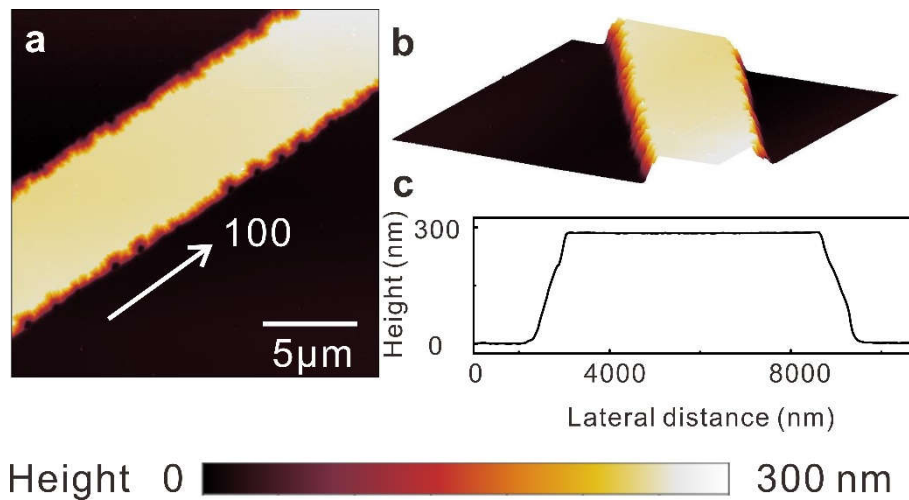 a
100
5μm
b
c
300
Height (nm)
0
0
4000
8000
Lateral distance (nm)
Height 0
300 nm